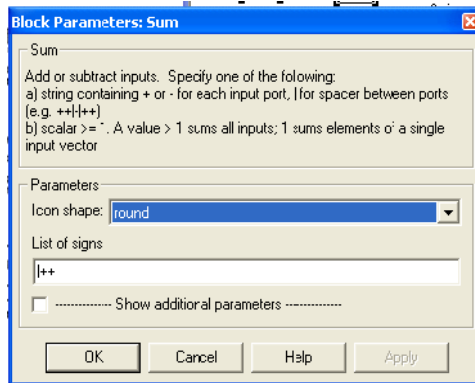 Block Parameters: Sum
Sum
Add or subtract inputs. Specify one of the following:
a) string containing + or - for each input port, | for spacer between ports
(e.g. ++|-|++)
b) scalar >= 1. A value > 1 sums all inputs; 1 sums elements of a single
input vector
Parameters
Icon shape: round
List of signs
|++
-------------- Show additional parameters --------------
OK Cancel Help Apply